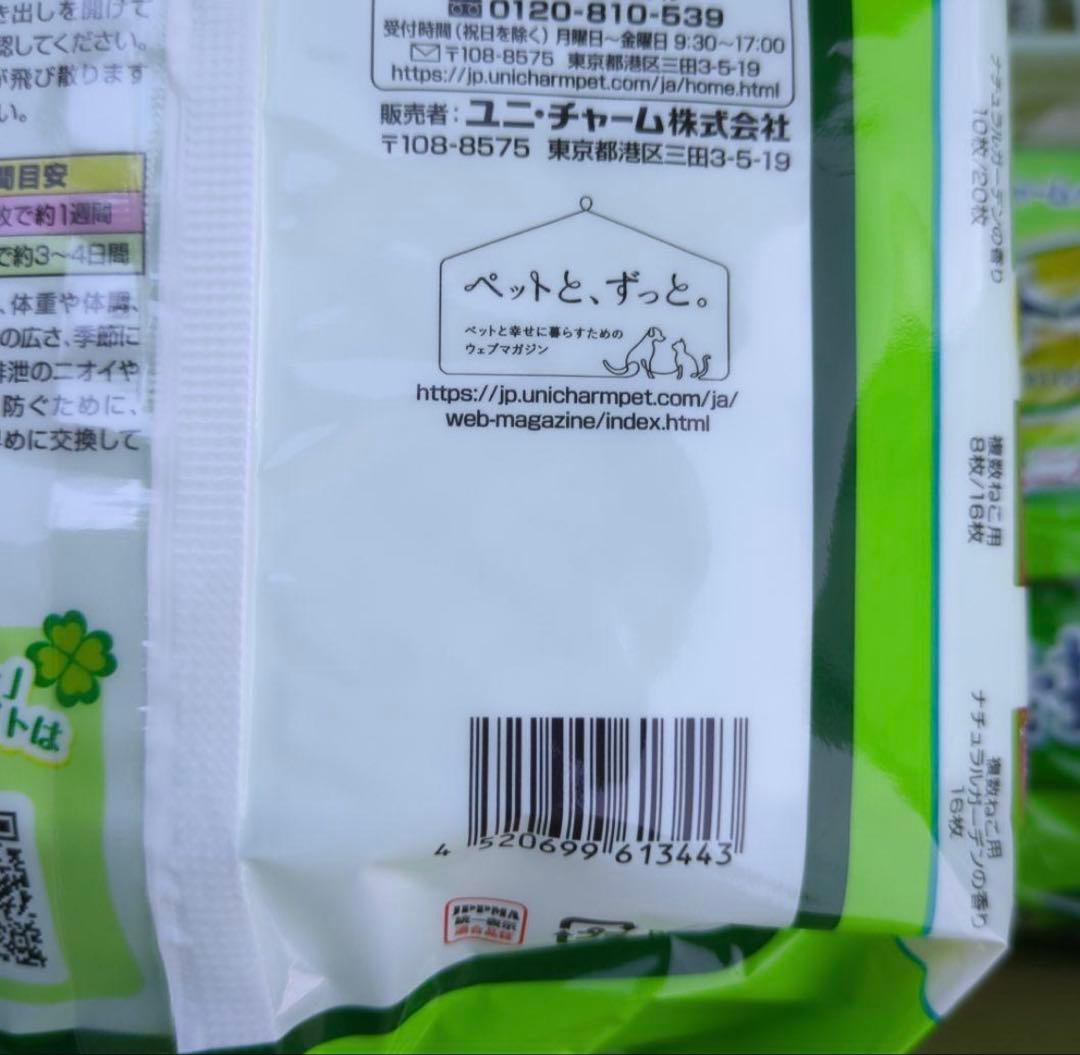 き出しを開けて
認してください。
が飛び散ります
い。
間目安
枚で約1週間
で約3〜4日間
、体重や体調、
の広さ、季節に
排泄のニオイや
防ぐために、
早めに交換して
トは
0120-810-539
受付時間(祝日を除く) 月曜日〜金曜日 9:30〜17:00
〒108-8575 東京都港区三田3-5-19
https://jp.unicharmpet.com/ja/home.html
販売者:ユニ・チャーム株式会社
〒108-8575 東京都港区三田3-5-19
ペットと、ずっと。
ペットと幸せに暮らすための
ウェブマガジン
https://jp.unicharmpet.com/ja/
web-magazine/index.html
4 520699 613443
JPPMA
ナチュラルガーデンの香り
10枚/20枚
複数ねこ用
8枚/16枚
複数ねこ用
ナチュラルガーデンの香り
16枚